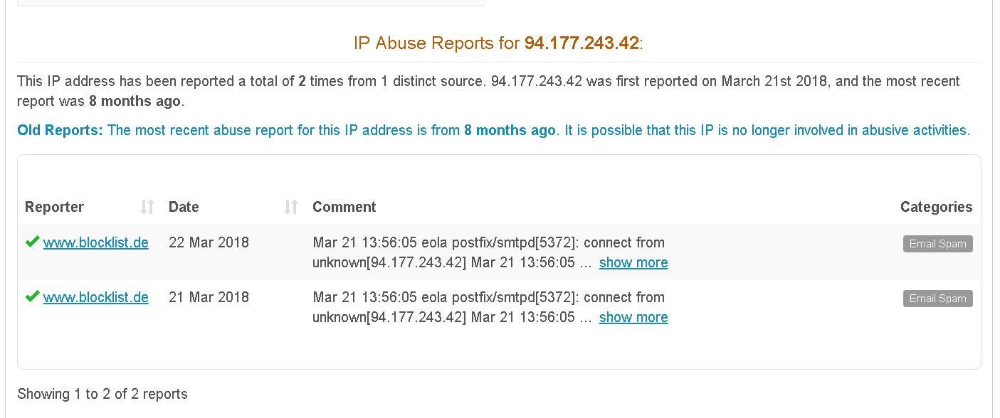 IP Abuse Reports for 94.177.243.42:
This IP address has been reported a total of 2 times from 1 distinct source. 94.177.243.42 was first reported on March 21st 2018, and the most recent
report was 8 months ago.
Old Reports: The most recent abuse report for this IP address is from 8 months ago. It is possible that this IP is no longer involved in abusive activities.
Reporter Date Comment Categories
www.blocklist.de 22 Mar 2018 Mar 21 13:56:05 eola postfix/smtpd[5372]: connect from Email Spam
unknown[94.177.243.42] Mar 21 13:56:05 ... show more
www.blocklist.de 21 Mar 2018 Mar 21 13:56:05 eola postfix/smtpd[5372]: connect from Email Spam
unknown[94.177.243.42] Mar 21 13:56:05 ... show more
Showing 1 to 2 of 2 reports